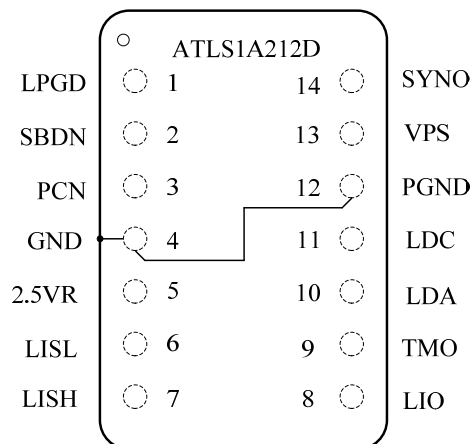 ATLS1A212D
LPGD 1 14 SYNO
SBDN 2 13 VPS
PCN 3 12 PGND
GND 4 11 LDC
2.5VR 5 10 LDA
LISL 6 9 TMO
LISH 7 8 LIO